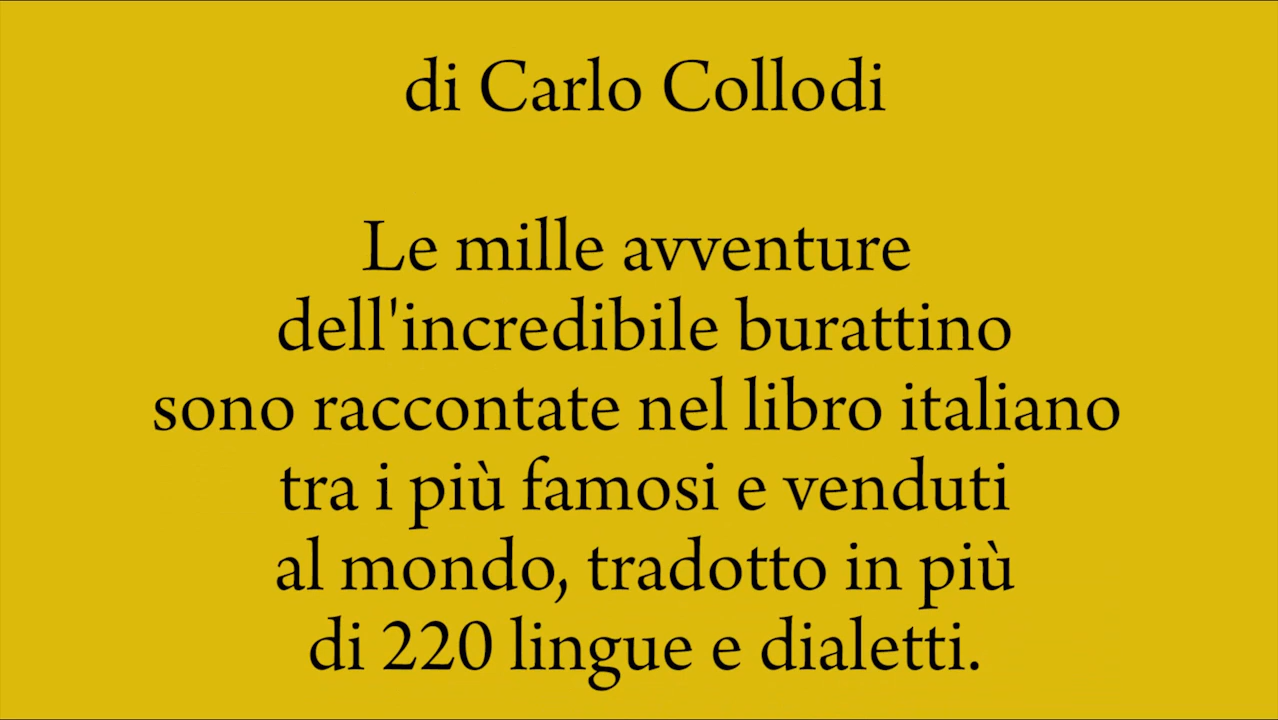 di Carlo Collodi
Le mille avventure
dell'incredibile burattino
sono raccontate nel libro italiano
tra i più famosi e venduti
al mondo, tradotto in più
di 220 lingue e dialetti.